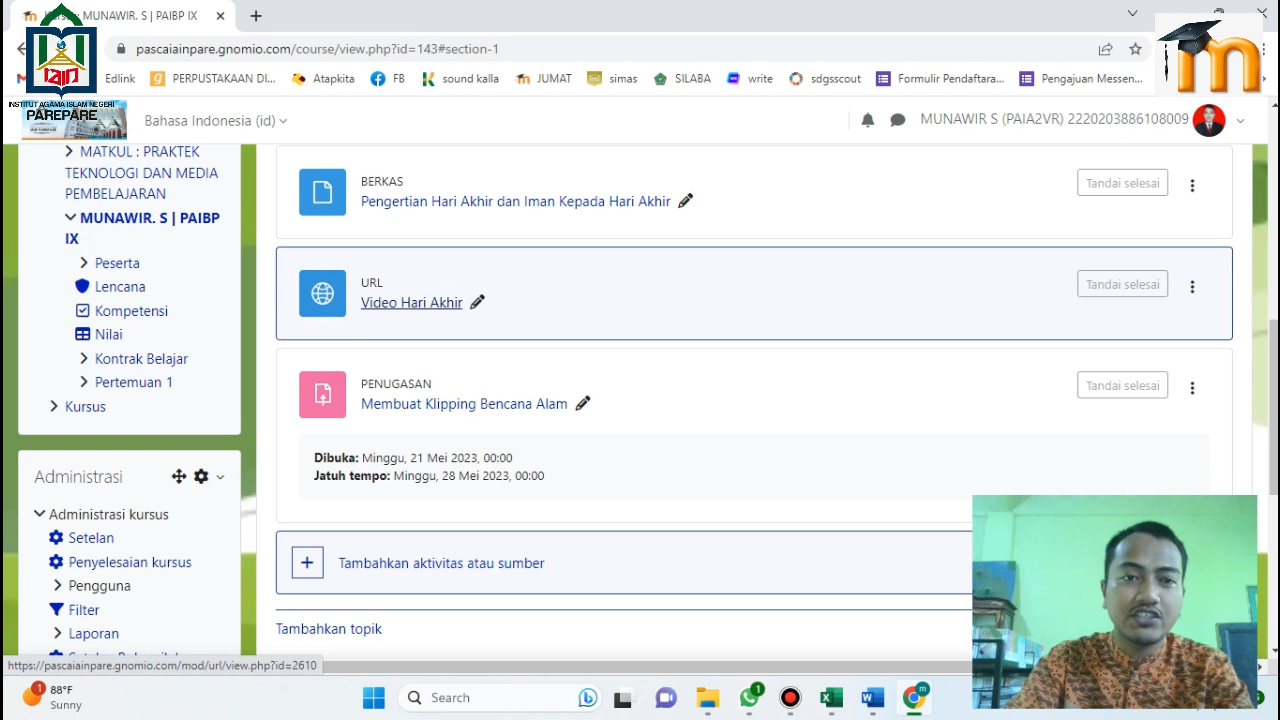 MUNAWIR. S | PAIBP IX
pascaiainpare.gnomio.com/course/view.php?id=143#section-1
Edlink
PERPUSTAKAAN DI...
Atapkita
FB
sound kalla
JUMAT
simas
SILABA
write
sdgsscout
Formulir Pendaftara...
Pengajuan Messen...
iain
INSTITUT AGAMA ISLAM NEGERI
PAREPARE
m
Bahasa Indonesia (id)
MUNAWIR S (PAIA2VR) 2220203886108009
MATKUL : PRAKTEK
TEKNOLOGI DAN MEDIA
PEMBELAJARAN
MUNAWIR. S | PAIBP
IX
Peserta
Lencana
Kompetensi
Nilai
Kontrak Belajar
Pertemuan 1
Kursus
Administrasi
Administrasi kursus
Setelan
Penyelesaian kursus
Pengguna
Filter
Laporan
BERKAS
Pengertian Hari Akhir dan Iman Kepada Hari Akhir
Tandai selesai
URL
Video Hari Akhir
Tandai selesai
PENUGASAN
Membuat Klipping Bencana Alam
Tandai selesai
Dibuka: Minggu, 21 Mei 2023, 00:00
Jatuh tempo: Minggu, 28 Mei 2023, 00:00
Tambahkan aktivitas atau sumber
Tambahkan topik
https://pascaiainpare.gnomio.com/mod/url/view.php?id=2610
1
88°F
Sunny
Search
1
m